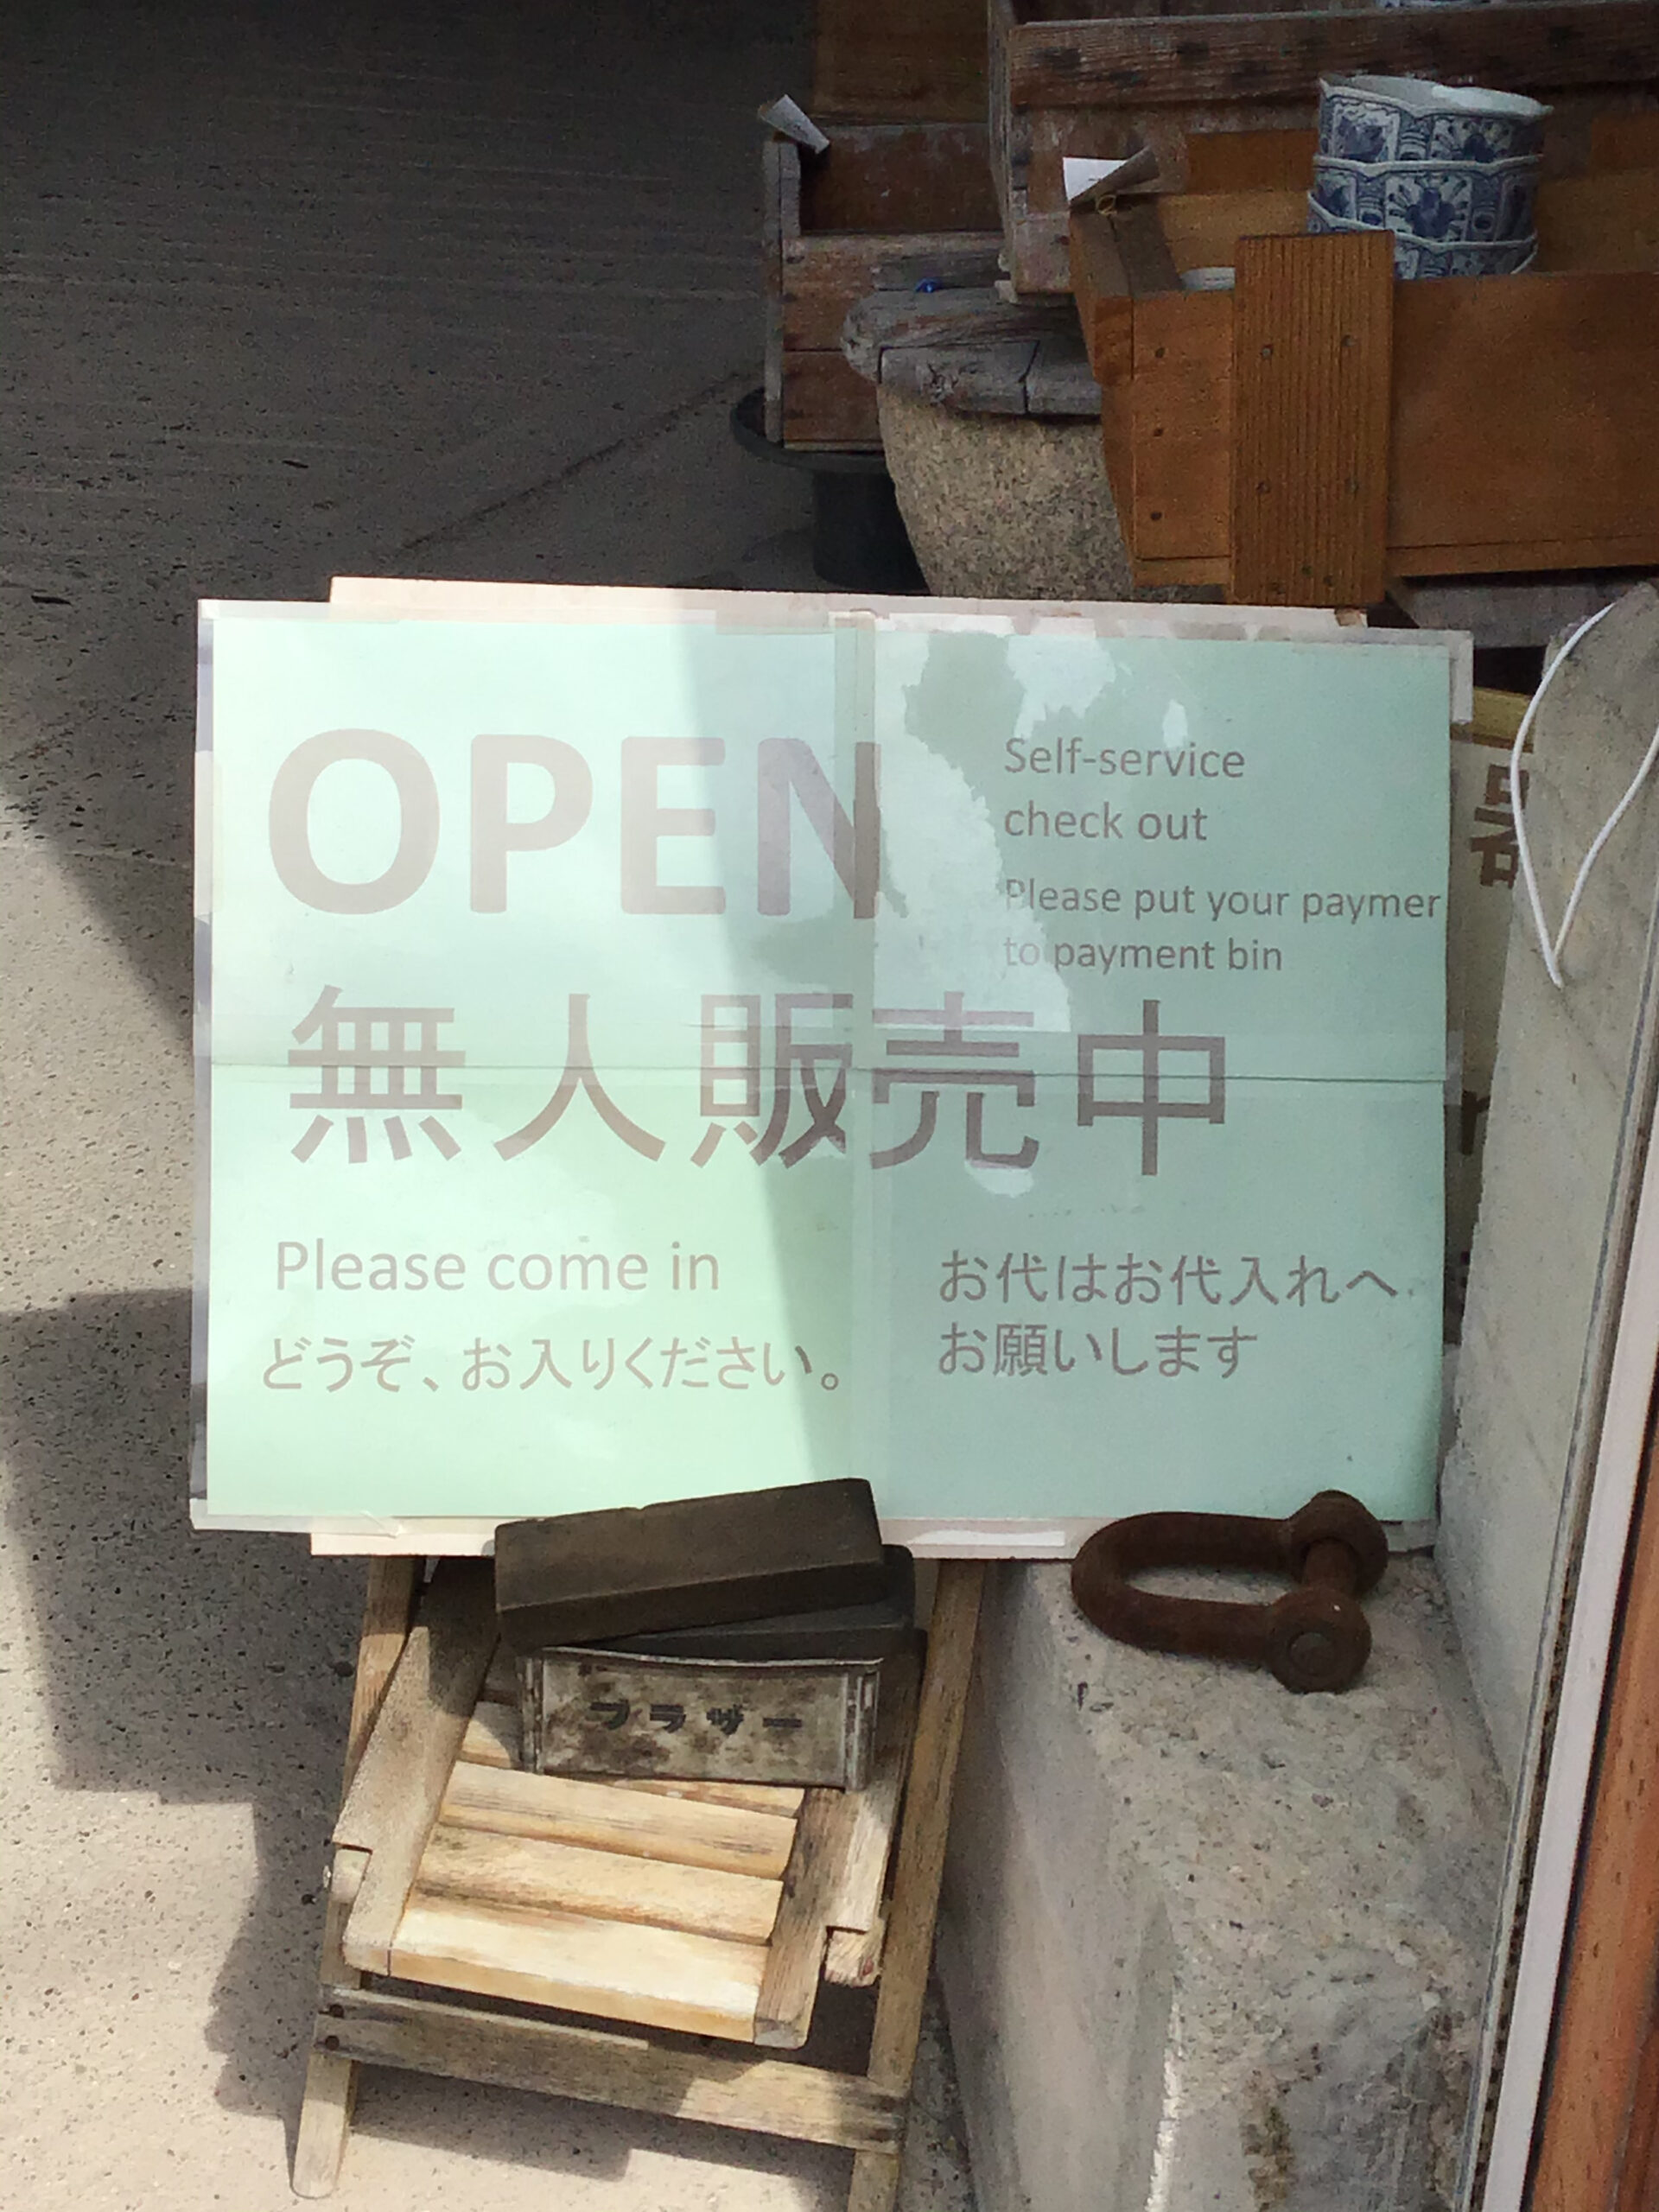 OPEN
Self-service
check out
Please put your paymer
to payment bin
無人販売中
Please come in
どうぞ、お入りください。
お代はお代入れへ
お願いします
ブラザー
器